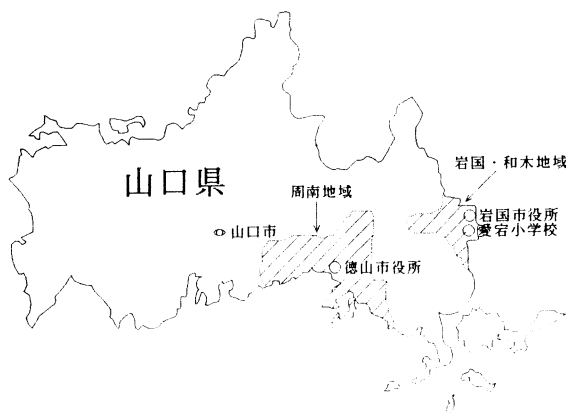 岩国・和木地域
山口県
周南地域
岩国市役所
愛宕小学校
山口市
徳山市役所